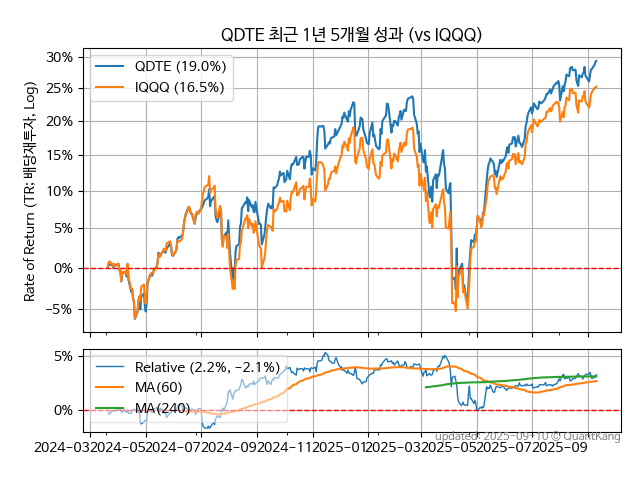 QDTE 최근 1년 5개월 성과 (vs IQQQ)
Rate of Return (TR: 배당재투자, Log)
30%
25%
20%
15%
10%
5%
0%
−5%
QDTE (19.0%)
IQQQ (16.5%)
5%
0%
Relative (2.2%, −2.1%)
MA(60)
MA(240)
2024−03 2024−05 2024−07 2024−09 2024−11 2025−01 2025−03 2025−05 2025−07 2025−09
updated: 2025−09−10 © QuantKang